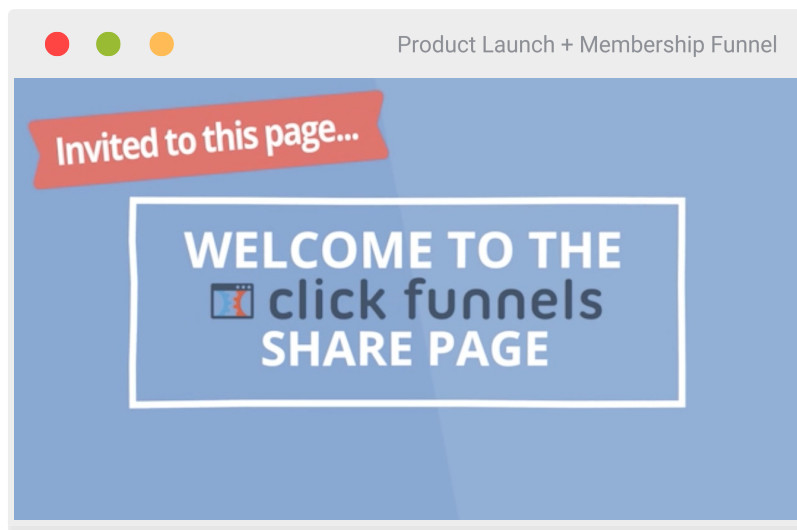 Product Launch + Membership Funnel
Invited to this page...
WELCOME TO THE
click funnels
SHARE PAGE